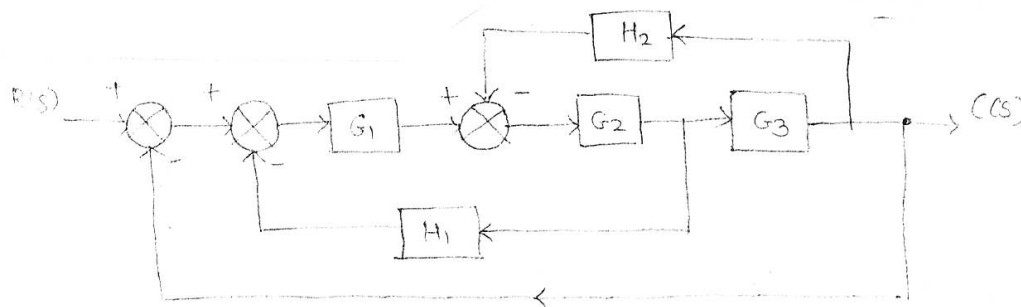 H2
R(S) + + G1 + - G2 G3 C(S)
- -
H1